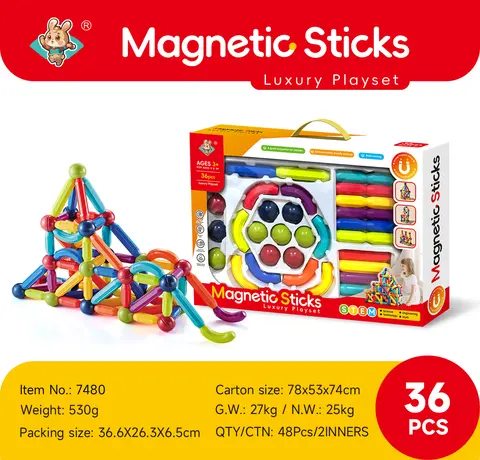 ®
Magnetic Sticks
Luxury Playset
AGES 3+
36pcs
Luxury Playset
Magnetic Sticks
Magnetic Sticks
Luxury Playset
STEM
Item No.: 7480
Weight: 530g
Packing size: 36.6X26.3X6.5cm
Carton size: 78x53x74cm
G.W.: 27kg / N.W.: 25kg
QTY/CTN: 48Pcs/2INNERS
36
PCS